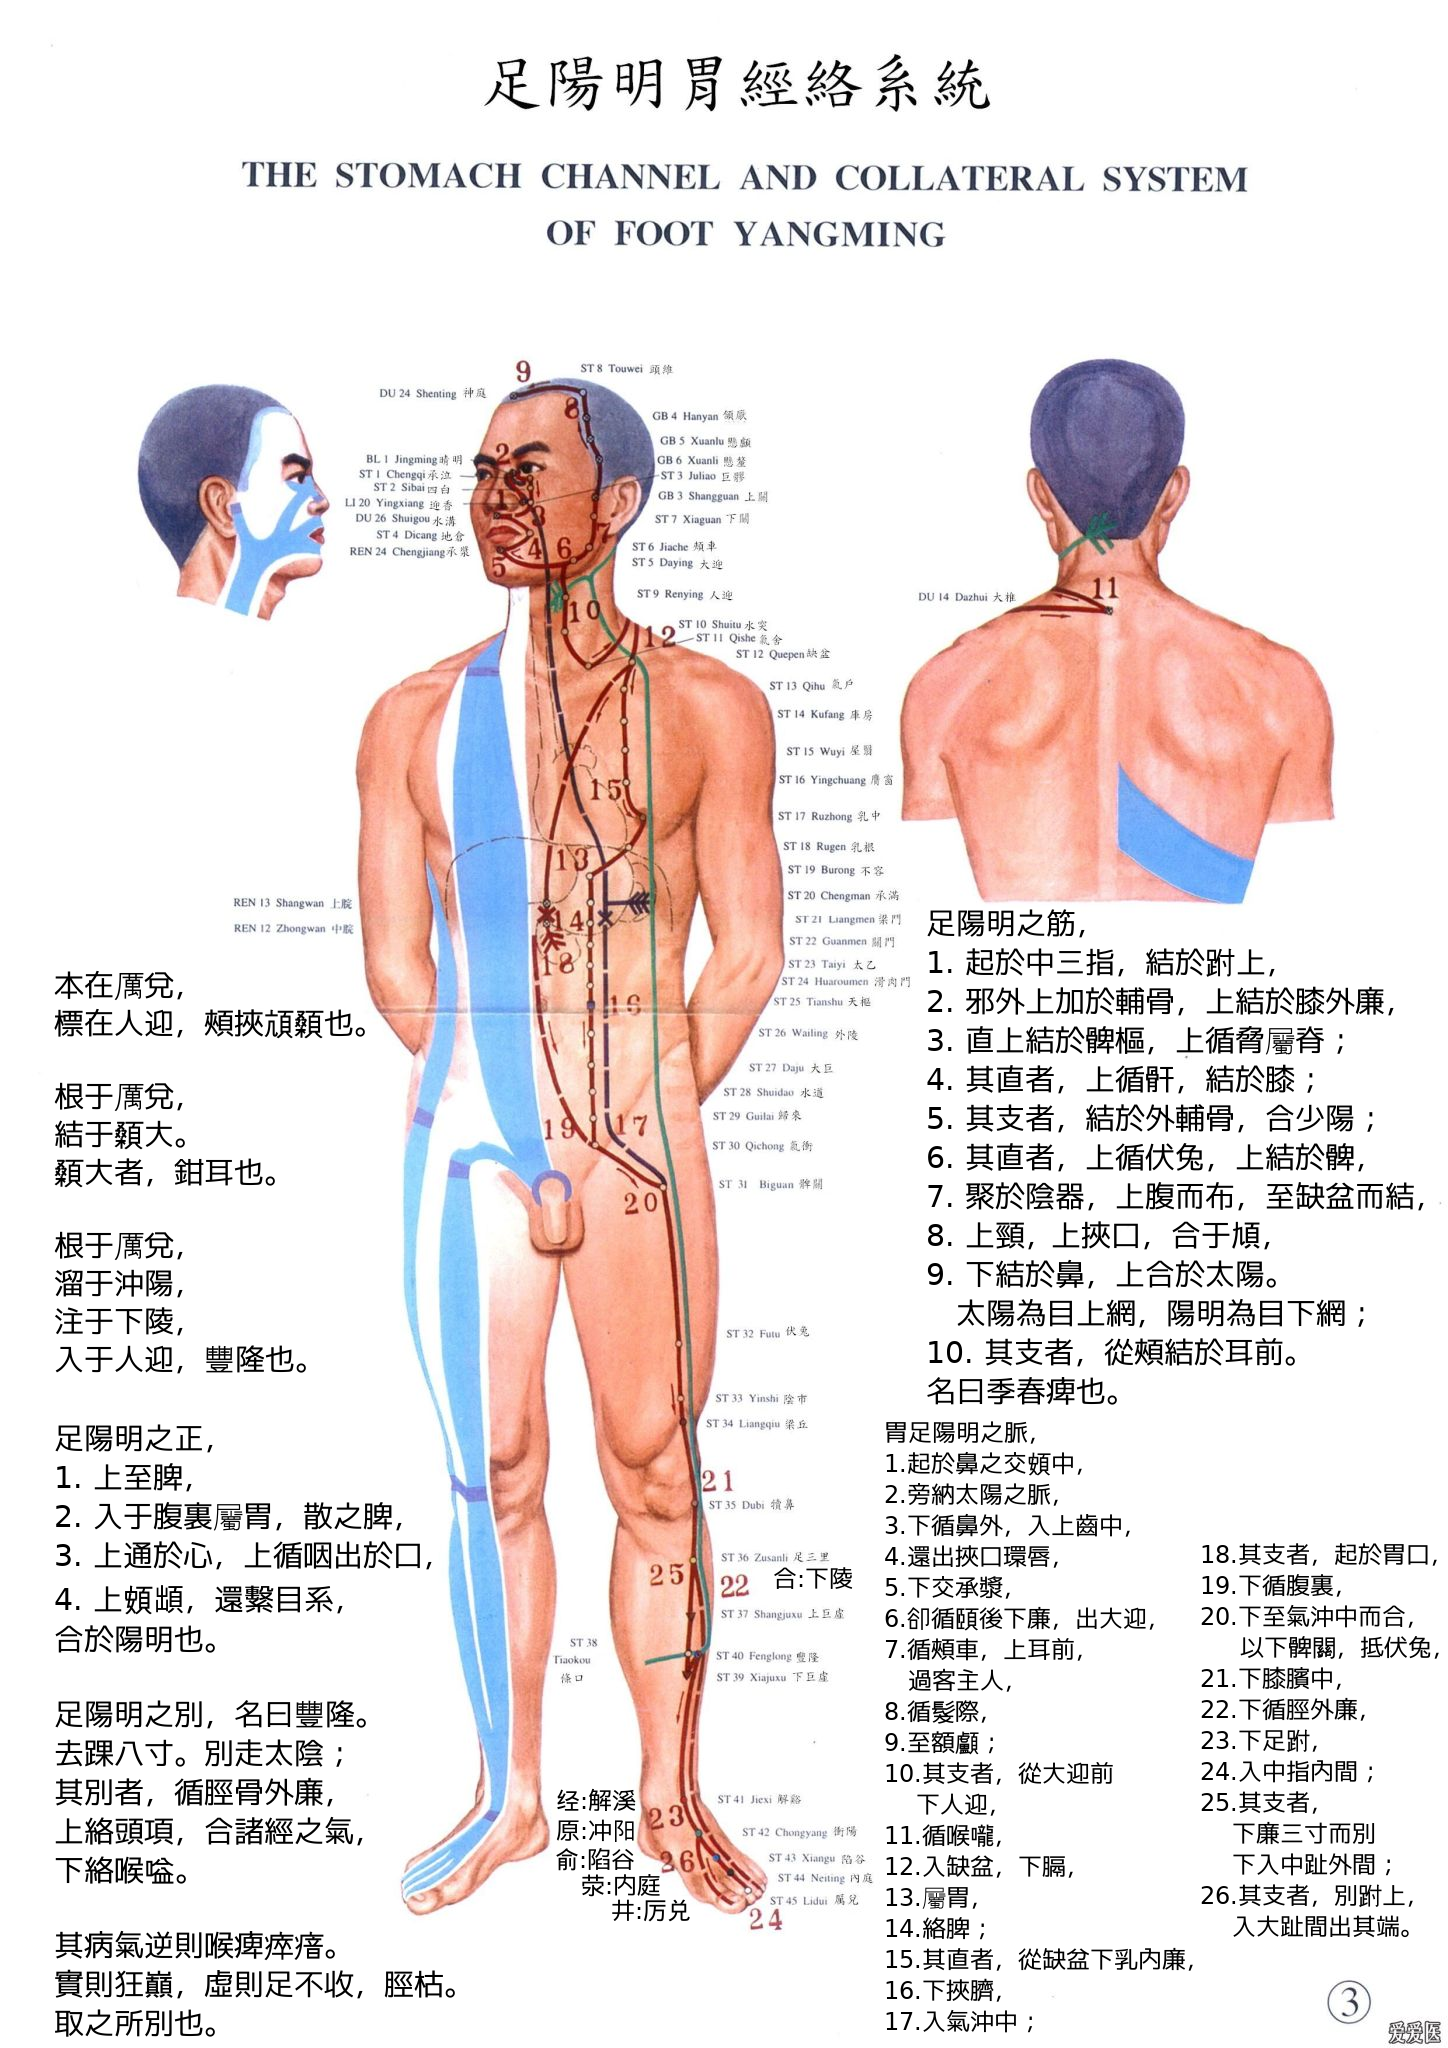 足陽明胃經絡系統
THE STOMACH CHANNEL AND COLLATERAL SYSTEM
OF FOOT YANGMING
9
ST 8 Touwei 頭維
DU 24 Shenting 神庭
8
GB 4 Hanyan 頷厭
GB 5 Xuanlu 懸顱
2
BL 1 Jingming 睛明
GB 6 Xuanli 懸釐
ST 1 Chengqi 承泣
ST 3 Juliao 巨髎
ST 2 Sibai 四白
1
GB 3 Shangguan 上關
LI 20 Yingxiang 迎香
3
DU 26 Shuigou 水溝
ST 7 Xiaguan 下關
ST 4 Dicang 地倉
7
REN 24 Chengjiang 承漿
4
6
ST 6 Jiache 頰車
5
ST 5 Daying 大迎
ST 9 Renying 人迎
10
DU 14 Dazhui 大椎
11
12
ST 10 Shuitu 水突
ST 11 Qishe 氣舍
ST 12 Quepen 缺盆
ST 13 Qihu 氣戶
ST 14 Kufang 庫房
ST 15 Wuyi 屋翳
ST 16 Yingchuang 膺窗
15
ST 17 Ruzhong 乳中
ST 18 Rugen 乳根
13
ST 19 Burong 不容
ST 20 Chengman 承滿
REN 13 Shangwan 上脘
14
ST 21 Liangmen 梁門
REN 12 Zhongwan 中脘
ST 22 Guanmen 關門
18
ST 23 Taiyi 太乙
ST 24 Huaroumen 滑肉門
16
ST 25 Tianshu 天樞
ST 26 Wailing 外陵
ST 27 Daju 大巨
ST 28 Shuidao 水道
ST 29 Guilai 歸來
19
17
ST 30 Qichong 氣衝
ST 31 Biguan 髀關
20
ST 32 Futu 伏兔
ST 33 Yinshi 陰市
ST 34 Liangqiu 梁丘
21
ST 35 Dubi 犢鼻
ST 36 Zusanli 足三里
25
22
合:下陵
ST 37 Shangjuxu 上巨虛
ST 38
Tiaokou
條口
ST 40 Fenglong 豐隆
ST 39 Xiajuxu 下巨虛
ST 41 Jiexi 解谿
23
ST 42 Chongyang 衝陽
26
ST 43 Xiangu 陷谷
ST 44 Neiting 內庭
ST 45 Lidui 厲兌
24
经:解溪
原:冲阳
俞:陷谷
荥:内庭
井:厉兑
本在厲兌，
標在人迎，頰挾頏顙也。
根于厲兌，
結于顙大。
顙大者，鉗耳也。
根于厲兌，
溜于沖陽，
注于下陵，
入于人迎，豐隆也。
足陽明之正，
1. 上至脾，
2. 入于腹裏屬胃，散之脾，
3. 上通於心，上循咽出於口，
4. 上頞䪼，還繫目系，
合於陽明也。
足陽明之別，名曰豐隆。
去踝八寸。別走太陰；
其別者，循脛骨外廉，
上絡頭項，合諸經之氣，
下絡喉嗌。
其病氣逆則喉痺瘁瘖。
實則狂巔，虛則足不收，脛枯。
取之所別也。
足陽明之筋，
1. 起於中三指，結於跗上，
2. 邪外上加於輔骨，上結於膝外廉，
3. 直上結於髀樞，上循脅屬脊；
4. 其直者，上循骭，結於膝；
5. 其支者，結於外輔骨，合少陽；
6. 其直者，上循伏兔，上結於髀，
7. 聚於陰器，上腹而布，至缺盆而結，
8. 上頸，上挾口，合于頄，
9. 下結於鼻，上合於太陽。
太陽為目上網，陽明為目下網；
10. 其支者，從頰結於耳前。
名曰季春痺也。
胃足陽明之脈，
1.起於鼻之交頞中，
2.旁納太陽之脈，
3.下循鼻外，入上齒中，
4.還出挾口環唇，
5.下交承漿，
6.卻循頤後下廉，出大迎，
7.循頰車，上耳前，
過客主人，
8.循髮際，
9.至額顱；
10.其支者，從大迎前
下人迎，
11.循喉嚨，
12.入缺盆，下膈，
13.屬胃，
14.絡脾；
15.其直者，從缺盆下乳內廉，
16.下挾臍，
17.入氣沖中；
18.其支者，起於胃口，
19.下循腹裏，
20.下至氣沖中而合，
以下髀關，抵伏兔，
21.下膝臏中，
22.下循脛外廉，
23.下足跗，
24.入中指內間；
25.其支者，
下廉三寸而別
下入中趾外間；
26.其支者，別跗上，
入大趾間出其端。
3
爱爱医